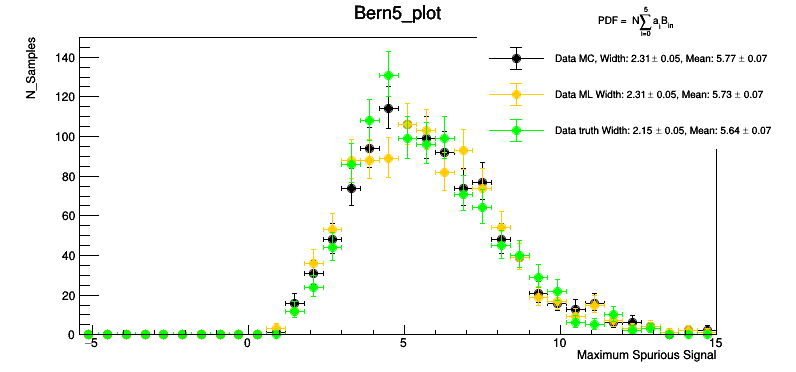 Bern5_plot
PDF = N∑ a_i B_in
5
i=0
N_Samples
Data MC, Width: 2.31 ± 0.05, Mean: 5.77 ± 0.07
Data ML Width: 2.31 ± 0.05, Mean: 5.73 ± 0.07
Data truth Width: 2.15 ± 0.05, Mean: 5.64 ± 0.07
140
120
100
80
60
40
20
0
−5 0 5 10 15
Maximum Spurious Signal